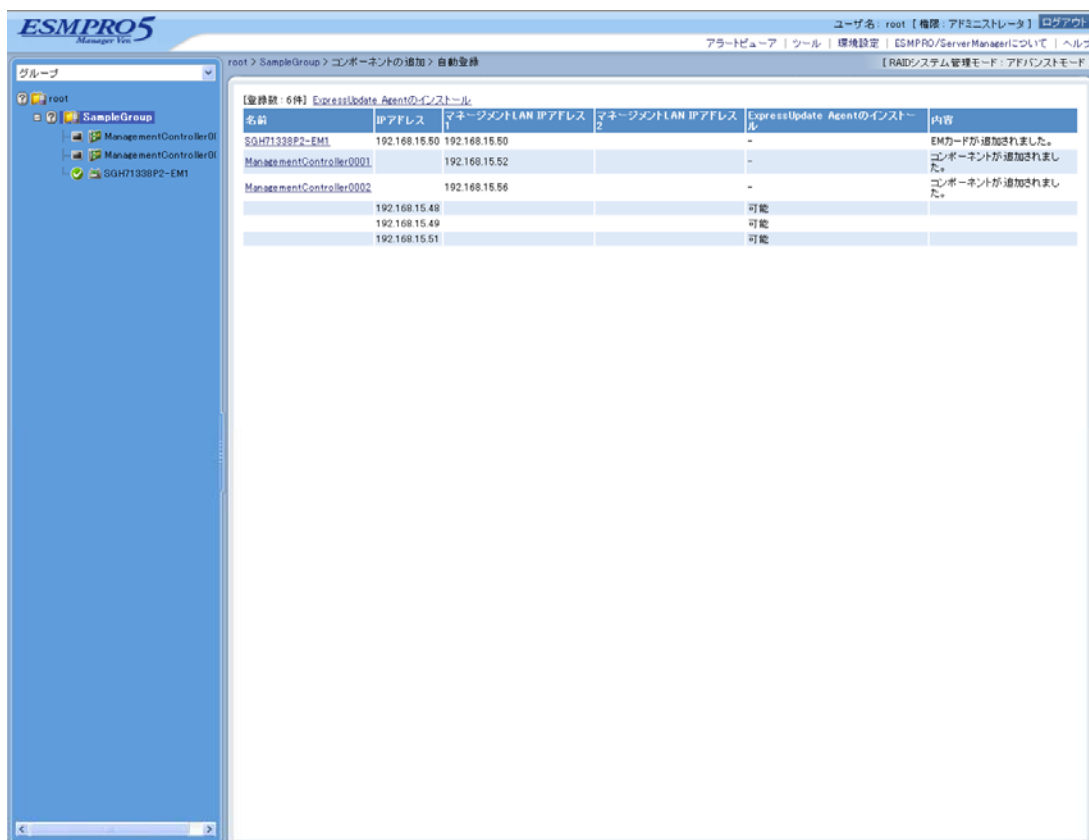 ESMPRO5
Manager Ver.
ユーザ名: root [ 権限 : アドミニストレータ ] ログアウト
アラートビューア | ツール | 環境設定 | ESMPRO/ServerManagerについて | ヘルプ
グループ
root > SampleGroup > コンポーネントの追加 > 自動登録
[ RAIDシステム管理モード : アドバンストモード
root
SampleGroup
ManagementController0(
ManagementController0(
SGH71338P2-EM1
[登録数 : 6件] ExpressUpdate Agentのインストール
名前 IPアドレス マネージメントLAN IPアドレス1 マネージメントLAN IPアドレス2 ExpressUpdate Agentのインストール 内容
SGH71338P2-EM1 192.168.15.50 192.168.15.50 - EMカードが追加されました。
ManagementController0001 192.168.15.52 - コンポーネントが追加されました。
ManagementController0002 192.168.15.56 - コンポーネントが追加されました。
192.168.15.48 可能
192.168.15.49 可能
192.168.15.51 可能